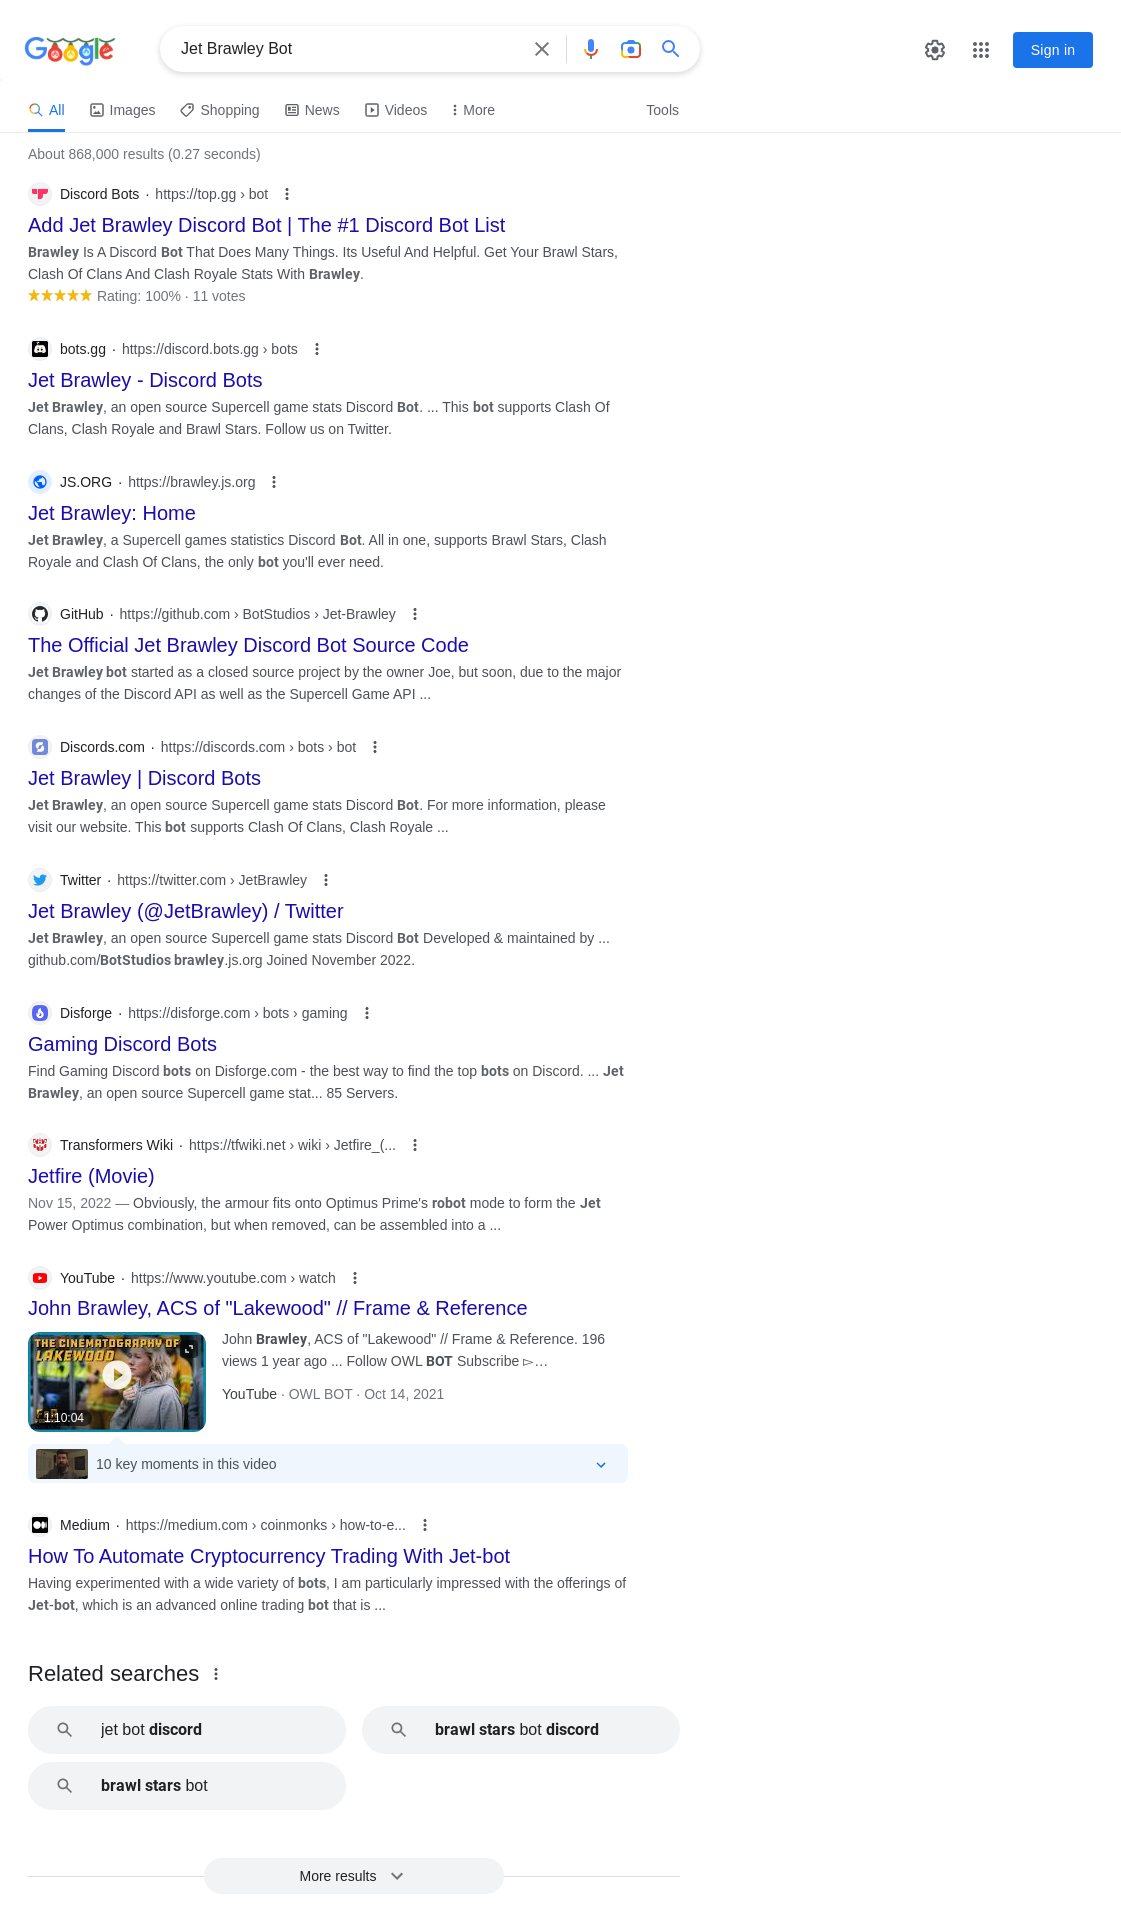 Google
Jet Brawley Bot
Sign in
All Images Shopping News Videos More Tools
About 868,000 results (0.27 seconds)
Discord Bots · https://top.gg › bot
Add Jet Brawley Discord Bot | The #1 Discord Bot List
Brawley Is A Discord Bot That Does Many Things. Its Useful And Helpful. Get Your Brawl Stars,
Clash Of Clans And Clash Royale Stats With Brawley.
Rating: 100% · 11 votes
bots.gg · https://discord.bots.gg › bots
Jet Brawley - Discord Bots
Jet Brawley, an open source Supercell game stats Discord Bot. ... This bot supports Clash Of
Clans, Clash Royale and Brawl Stars. Follow us on Twitter.
JS.ORG · https://brawley.js.org
Jet Brawley: Home
Jet Brawley, a Supercell games statistics Discord Bot. All in one, supports Brawl Stars, Clash
Royale and Clash Of Clans, the only bot you'll ever need.
GitHub · https://github.com › BotStudios › Jet-Brawley
The Official Jet Brawley Discord Bot Source Code
Jet Brawley bot started as a closed source project by the owner Joe, but soon, due to the major
changes of the Discord API as well as the Supercell Game API ...
Discords.com · https://discords.com › bots › bot
Jet Brawley | Discord Bots
Jet Brawley, an open source Supercell game stats Discord Bot. For more information, please
visit our website. This bot supports Clash Of Clans, Clash Royale ...
Twitter · https://twitter.com › JetBrawley
Jet Brawley (@JetBrawley) / Twitter
Jet Brawley, an open source Supercell game stats Discord Bot Developed & maintained by ...
github.com/BotStudios brawley.js.org Joined November 2022.
Disforge · https://disforge.com › bots › gaming
Gaming Discord Bots
Find Gaming Discord bots on Disforge.com - the best way to find the top bots on Discord. ... Jet
Brawley, an open source Supercell game stat... 85 Servers.
Transformers Wiki · https://tfwiki.net › wiki › Jetfire_(...
Jetfire (Movie)
Nov 15, 2022 — Obviously, the armour fits onto Optimus Prime's robot mode to form the Jet
Power Optimus combination, but when removed, can be assembled into a ...
YouTube · https://www.youtube.com › watch
John Brawley, ACS of "Lakewood" // Frame & Reference
THE CINEMATOGRAPHY OF
LAKEWOOD
1:10:04
John Brawley, ACS of "Lakewood" // Frame & Reference. 196
views 1 year ago ... Follow OWL BOT Subscribe ▻…
YouTube · OWL BOT · Oct 14, 2021
10 key moments in this video
Medium · https://medium.com › coinmonks › how-to-e...
How To Automate Cryptocurrency Trading With Jet-bot
Having experimented with a wide variety of bots, I am particularly impressed with the offerings of
Jet-bot, which is an advanced online trading bot that is ...
Related searches
jet bot discord
brawl stars bot discord
brawl stars bot
More results